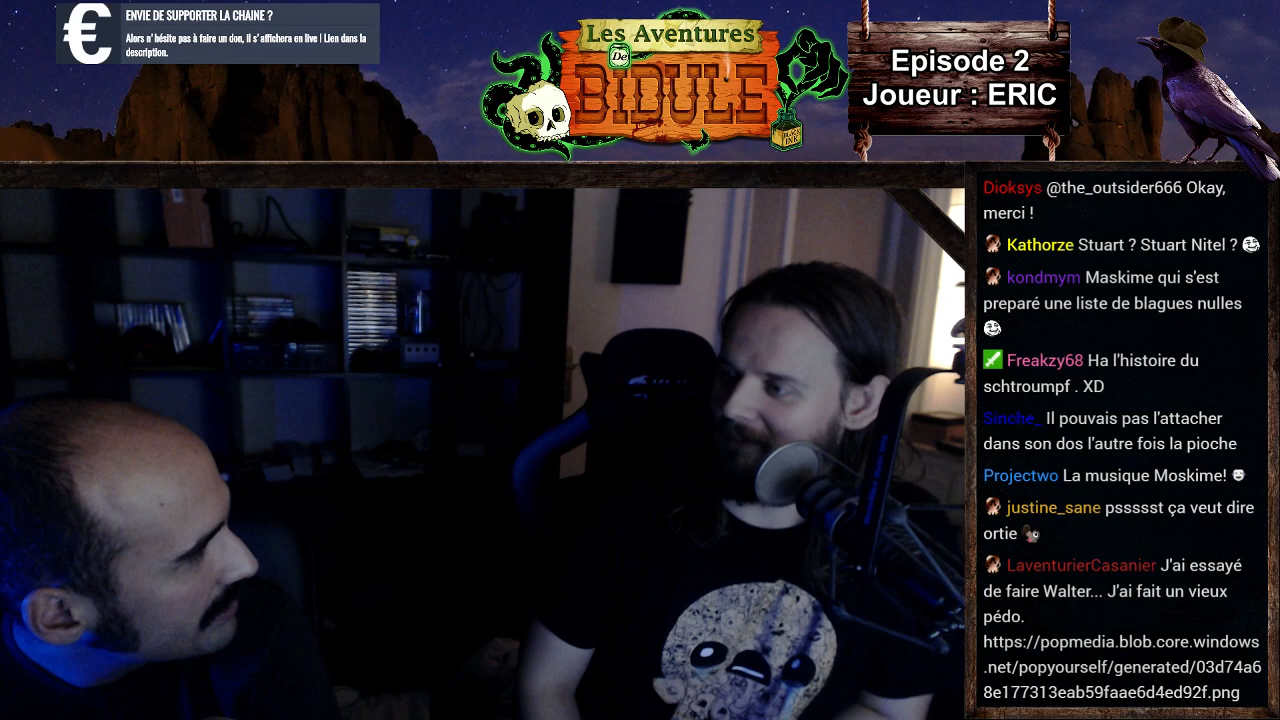 ENVIE DE SUPPORTER LA CHAINE ?
Alors n'hésite pas à faire un don, il s'affichera en live ! Lien dans la
description.
Les Aventures
De
BIDULE
BLACK
INK
Episode 2
Joueur : ERIC
Dioksys @the_outsider666 Okay,
merci !
Kathorze Stuart ? Stuart Nitel ?
kondmym Maskime qui s'est
preparé une liste de blagues nulles
Freakzy68 Ha l'histoire du
schtroumpf . XD
Sinche_ Il pouvais pas l'attacher
dans son dos l'autre fois la pioche
Projectwo La musique Moskime!
justine_sane pssssst ça veut dire
ortie
LaventurierCasanier J'ai essayé
de faire Walter... J'ai fait un vieux
pédo.
https://popmedia.blob.core.windows
.net/popyourself/generated/03d74a6
8e177313eab59faae6d4ed92f.png